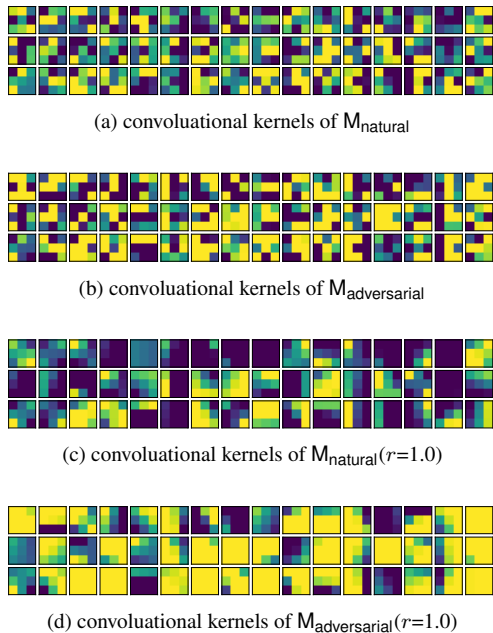 (a) convoluational kernels of Mnatural
(b) convoluational kernels of Madversarial
(c) convoluational kernels of Mnatural(r=1.0)
(d) convoluational kernels of Madversarial(r=1.0)